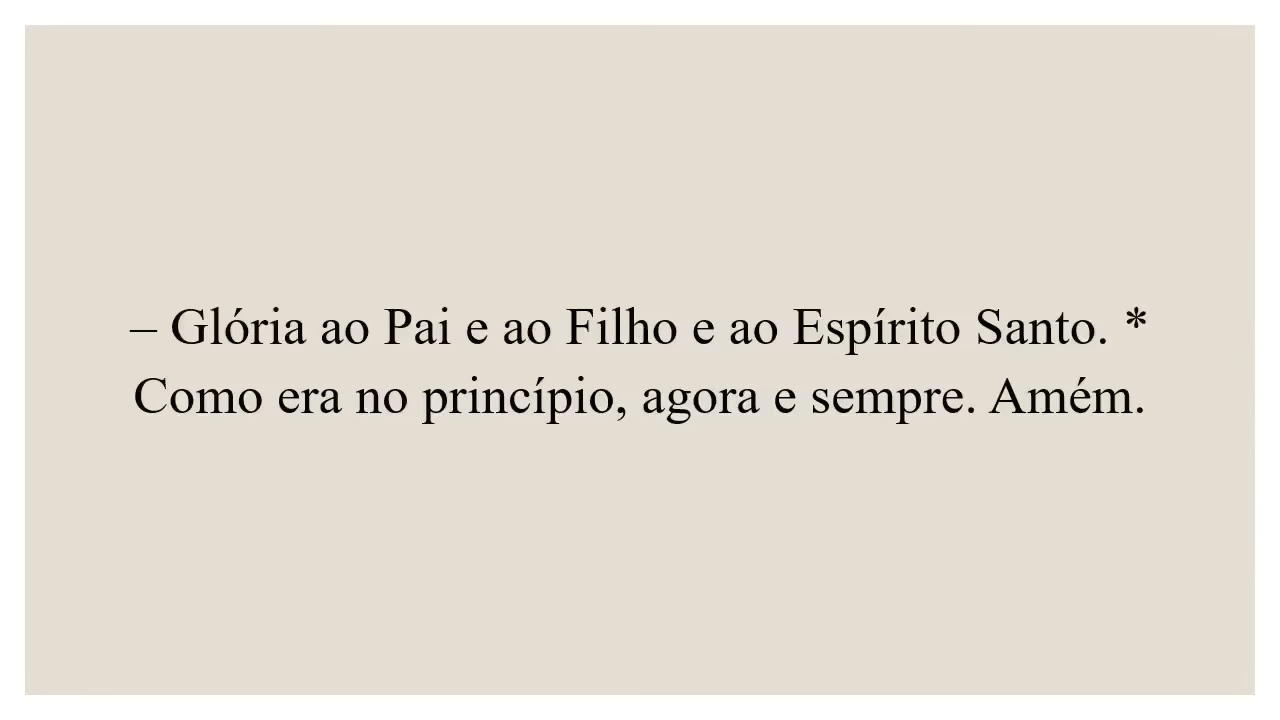 – Glória ao Pai e ao Filho e ao Espírito Santo. *
Como era no princípio, agora e sempre. Amém.